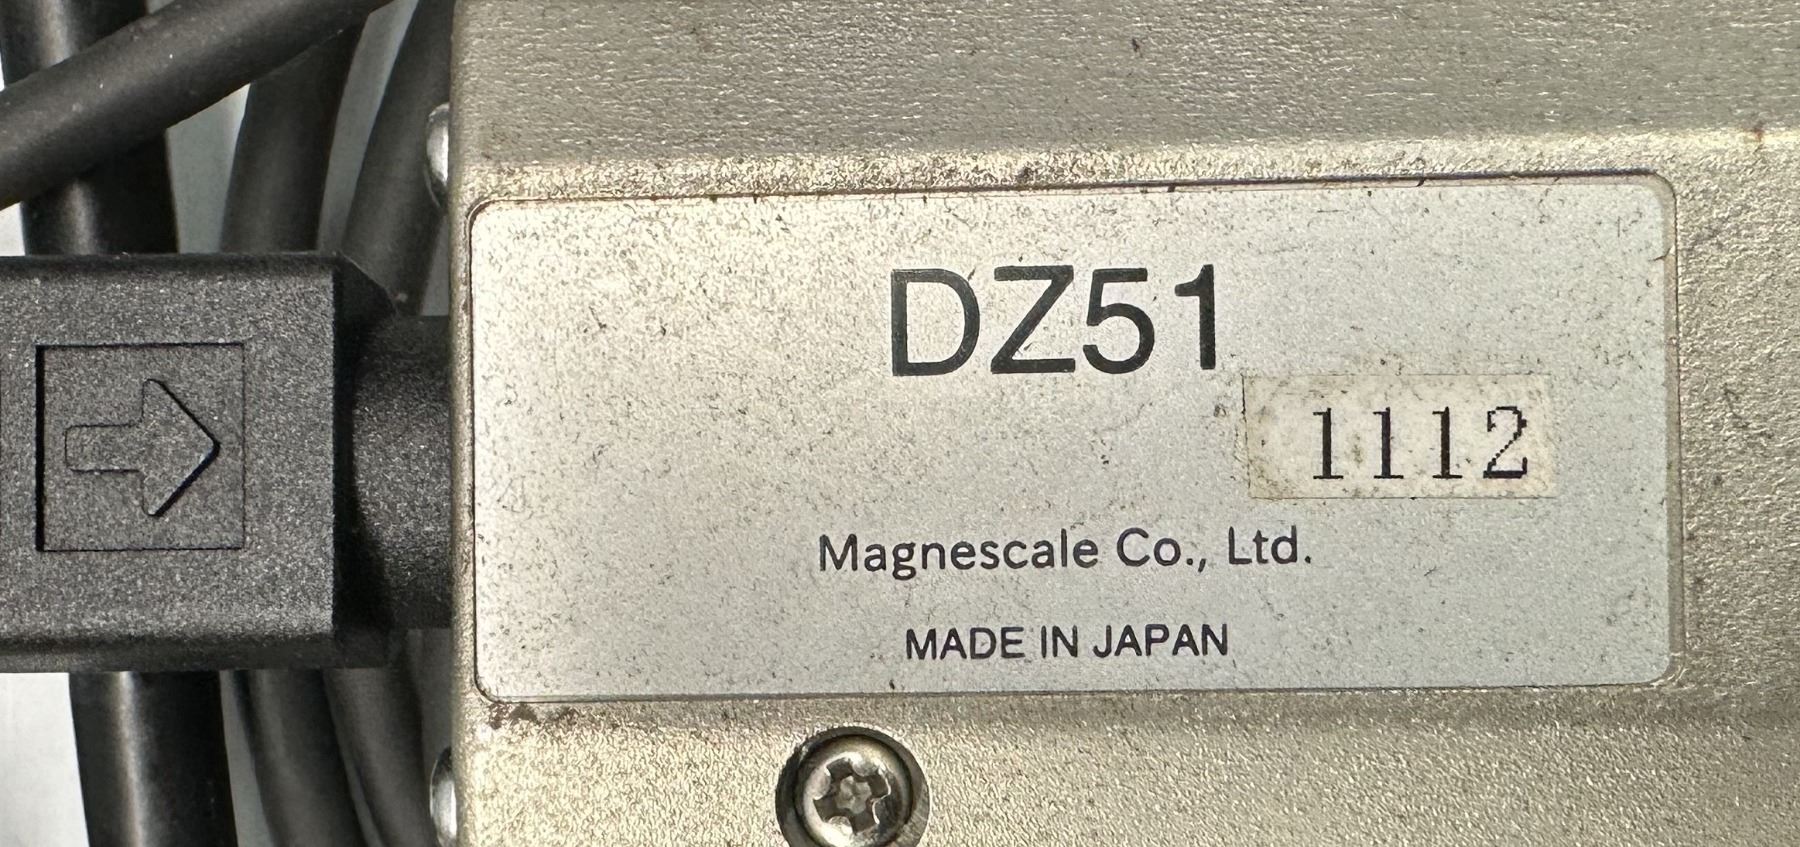 DZ51
1112
Magnescale Co., Ltd.
MADE IN JAPAN